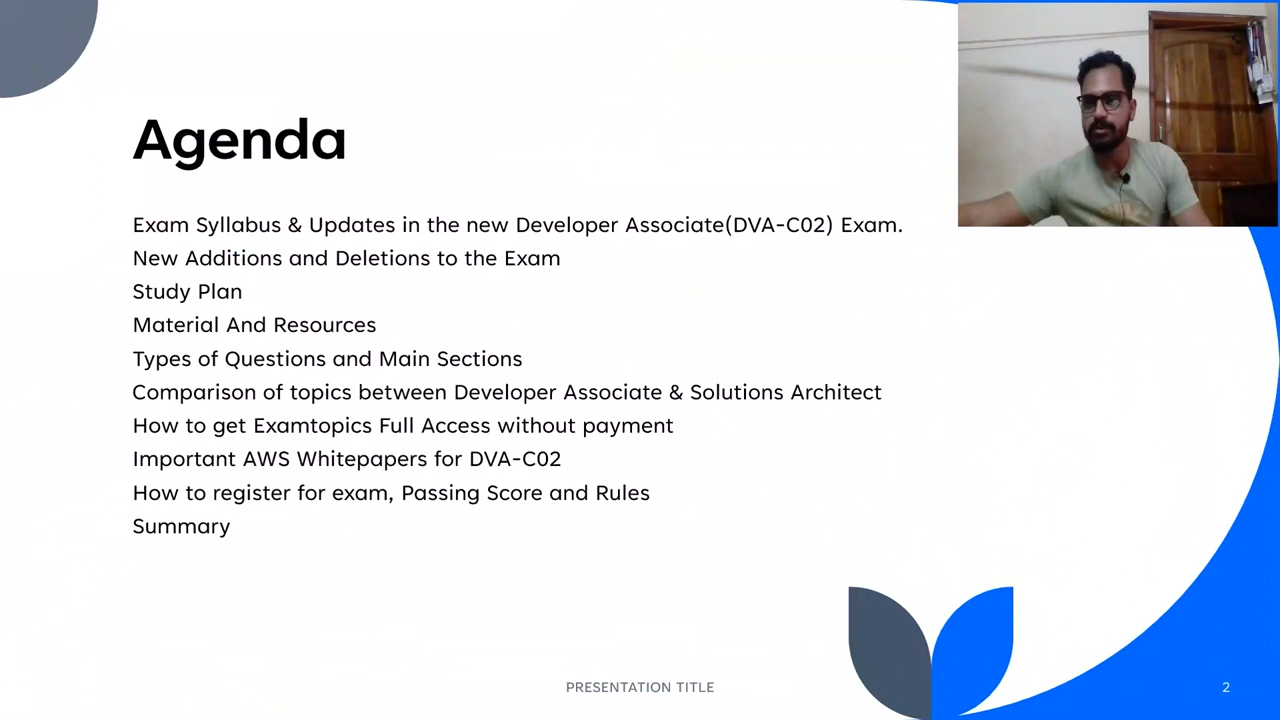 Agenda
Exam Syllabus & Updates in the new Developer Associate(DVA-C02) Exam.
New Additions and Deletions to the Exam
Study Plan
Material And Resources
Types of Questions and Main Sections
Comparison of topics between Developer Associate & Solutions Architect
How to get Examtopics Full Access without payment
Important AWS Whitepapers for DVA-C02
How to register for exam, Passing Score and Rules
Summary
PRESENTATION TITLE
2